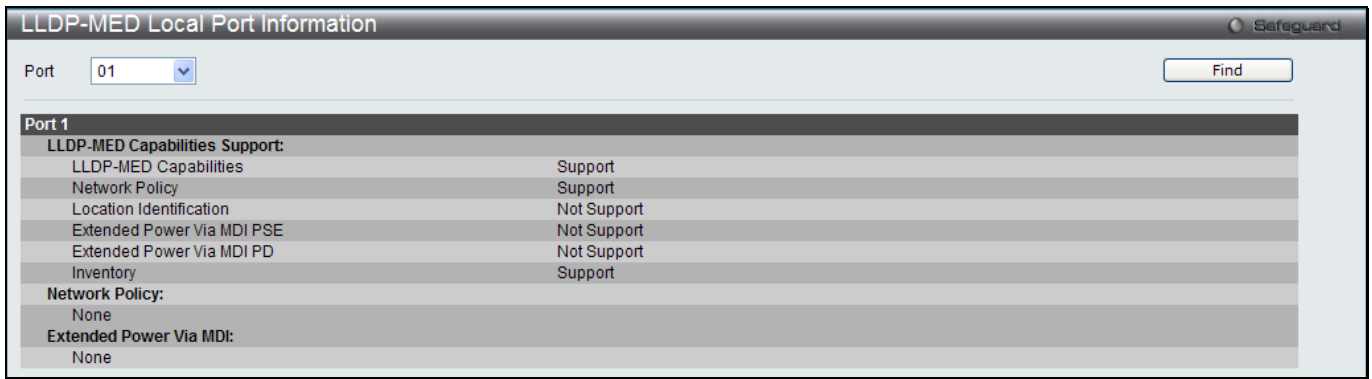 LLDP-MED Local Port Information
Safeguard
Port 01 Find
Port 1
LLDP-MED Capabilities Support:
LLDP-MED Capabilities Support
Network Policy Support
Location Identification Not Support
Extended Power Via MDI PSE Not Support
Extended Power Via MDI PD Not Support
Inventory Support
Network Policy:
None
Extended Power Via MDI:
None